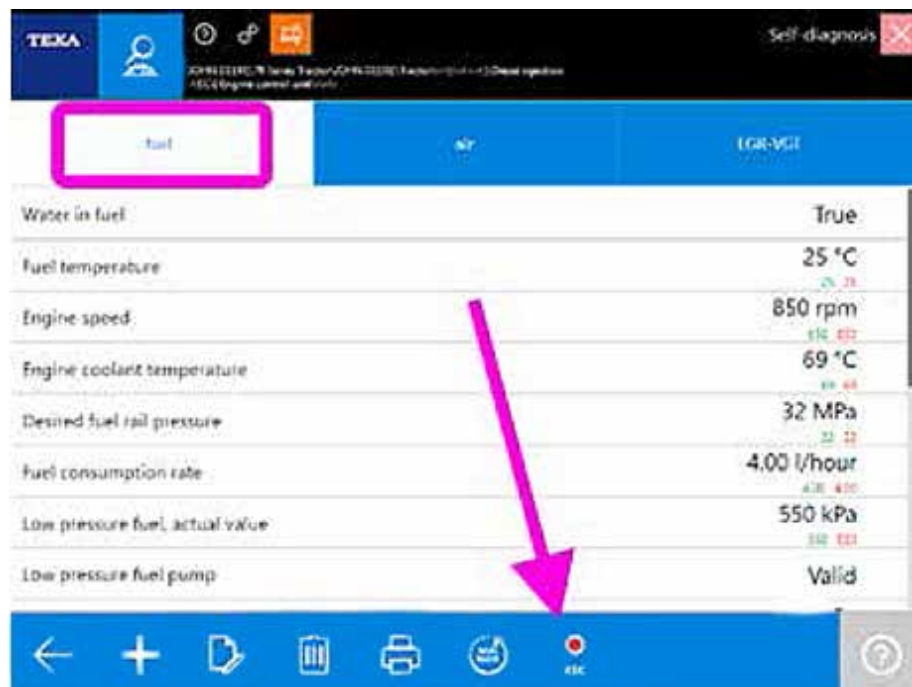 TEXA
Self-diagnosis
fuel
air
EGR-VGT
Water in fuel
True
Fuel temperature
25 °C
Engine speed
850 rpm
Engine coolant temperature
69 °C
Desired fuel rail pressure
32 MPa
Fuel consumption rate
4.00 l/hour
Low pressure fuel, actual value
550 kPa
Low pressure fuel pump
Valid